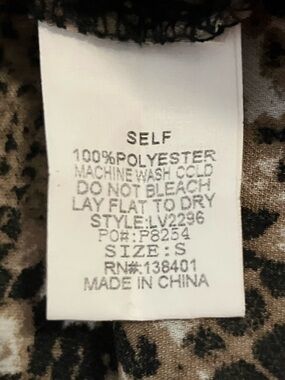 SELF
100%POLYESTER
MACHINE WASH COLD
DO NOT BLEACH
LAY FLAT TO DRY
STYLE:LV2296
PO#:P8254
SIZE:S
RN#:138401
MADE IN CHINA